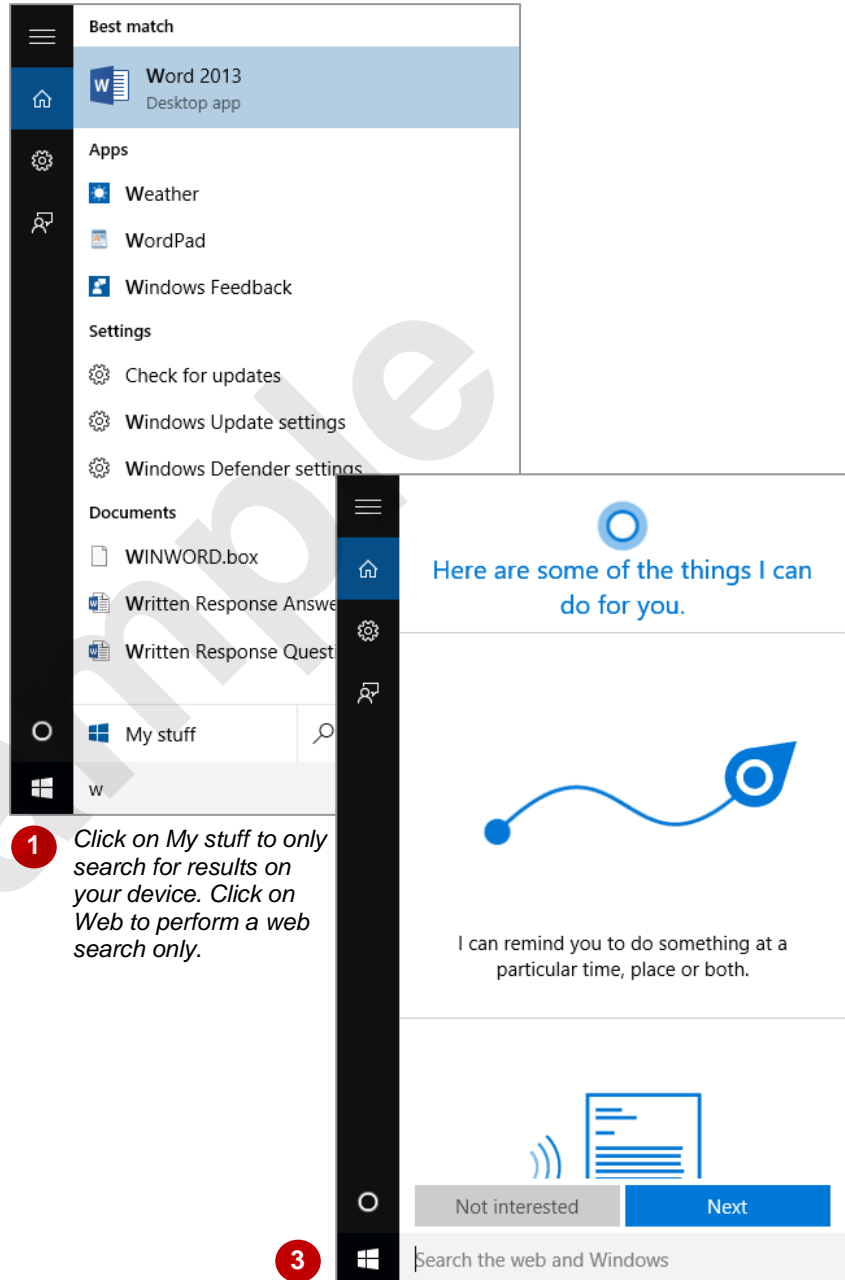 Best match
Word 2013
Desktop app
Apps
Weather
WordPad
Windows Feedback
Settings
Check for updates
Windows Update settings
Windows Defender settings
Documents
WINWORD.box
Written Response Answe
Written Response Quest
My stuff
w
1
Click on My stuff to only
search for results on
your device. Click on
Web to perform a web
search only.
Here are some of the things I can
do for you.
I can remind you to do something at a
particular time, place or both.
Not interested
Next
3
Search the web and Windows
ample